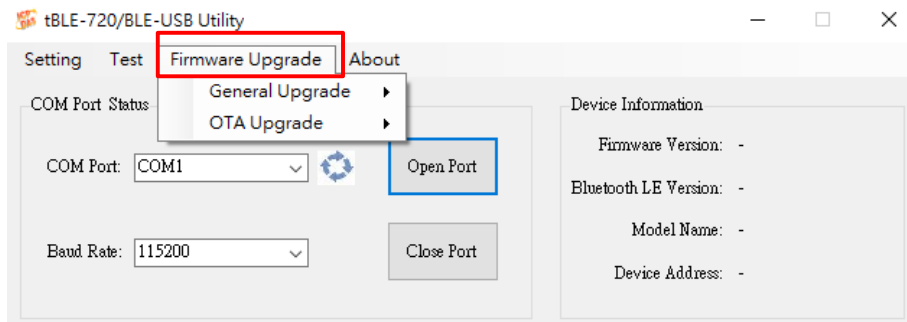 tBLE-720/BLE-USB Utility
Setting Test Firmware Upgrade About
General Upgrade
OTA Upgrade
COM Port Status
COM Port: COM1
Open Port
Baud Rate: 115200
Close Port
Device Information
Firmware Version: -
Bluetooth LE Version: -
Model Name: -
Device Address: -